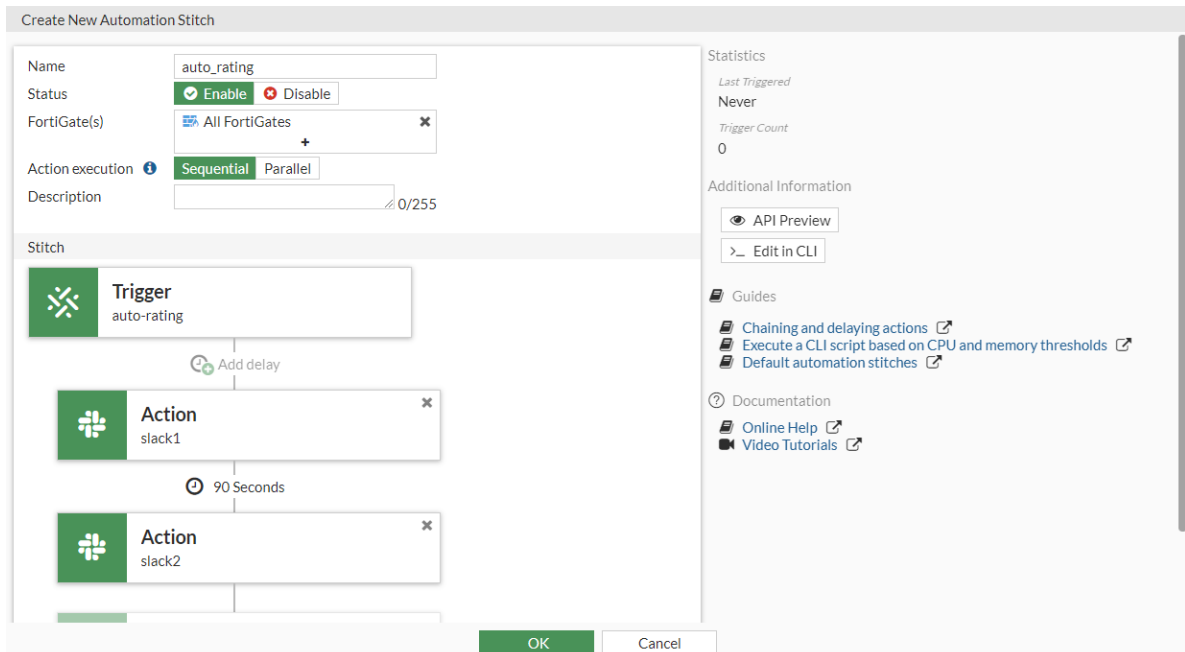 Create New Automation Stitch
Name
auto_rating
Status
Enable
Disable
FortiGate(s)
All FortiGates
+
Action execution
Sequential
Parallel
Description
0/255
Stitch
Trigger
auto-rating
Add delay
Action
slack1
90 Seconds
Action
slack2
Statistics
Last Triggered
Never
Trigger Count
0
Additional Information
API Preview
>_ Edit in CLI
Guides
Chaining and delaying actions
Execute a CLI script based on CPU and memory thresholds
Default automation stitches
Documentation
Online Help
Video Tutorials
OK
Cancel